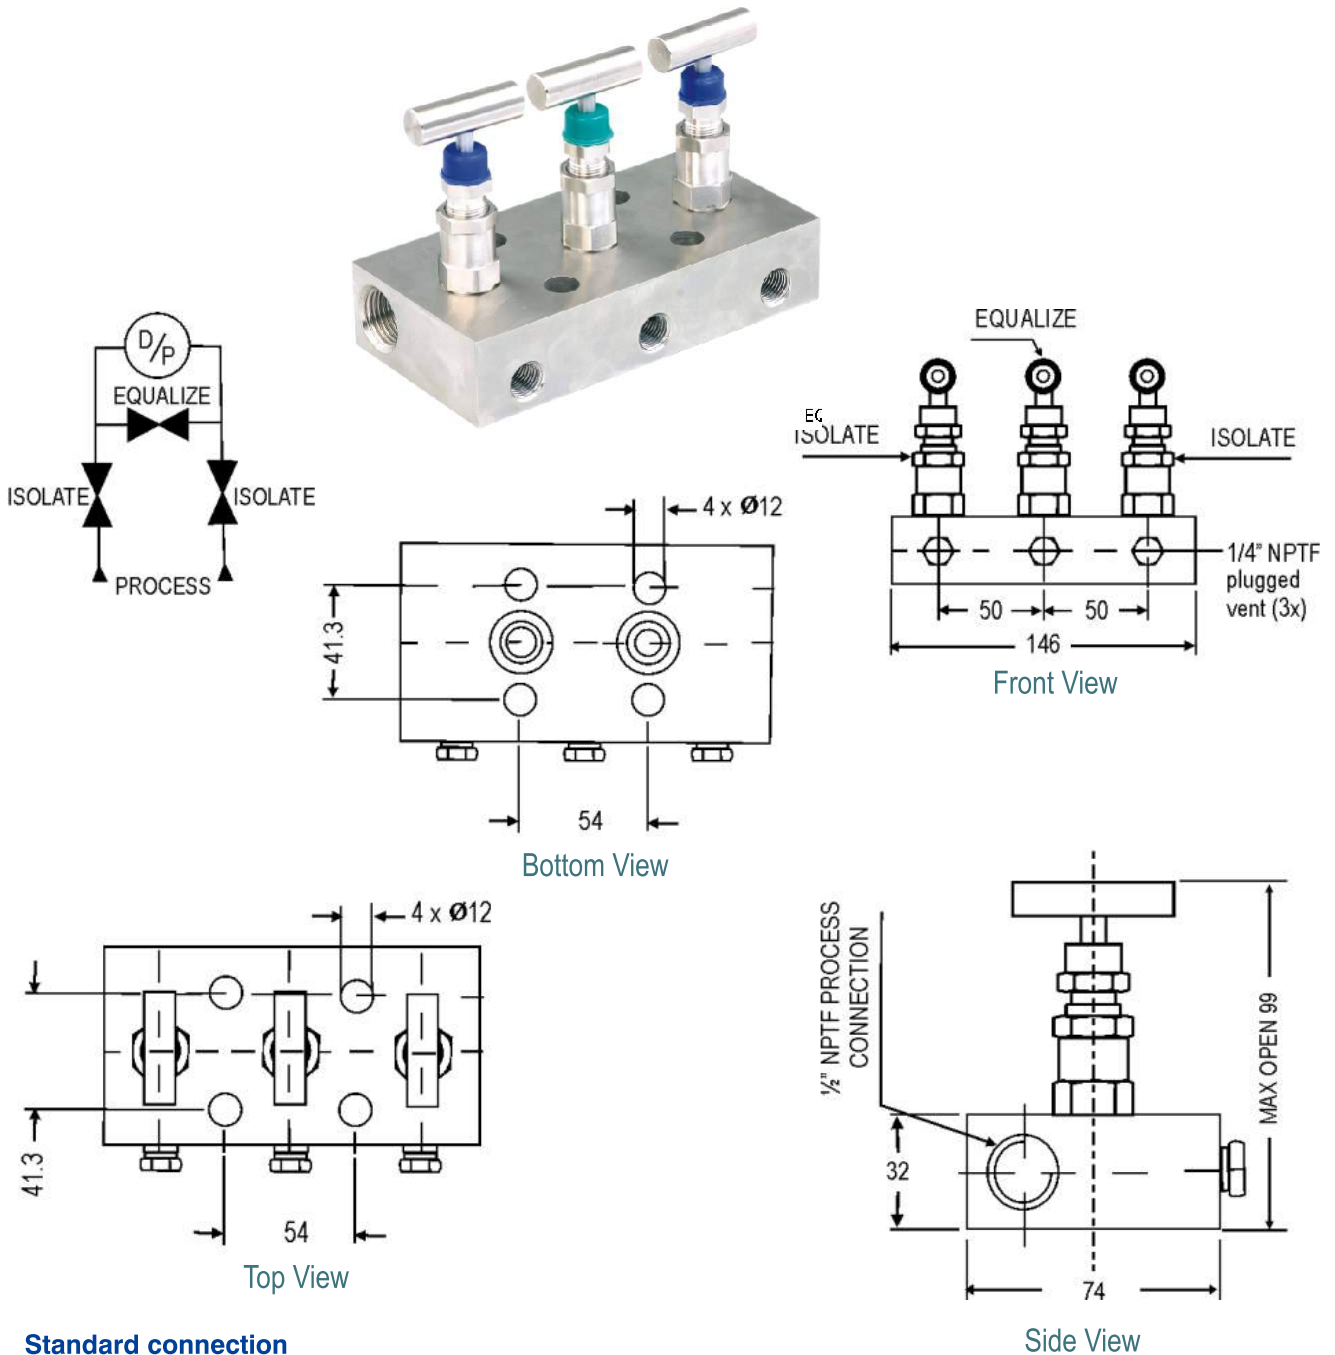 D/P
EQUALIZE
ISOLATE
ISOLATE
PROCESS
EQUALIZE
EQ
ISOLATE
ISOLATE
1/4" NPTF
plugged
vent (3x)
50
50
146
Front View
4 x Ø12
41.3
54
Bottom View
4 x Ø12
41.3
54
Top View
½" NPTF PROCESS
CONNECTION
MAX OPEN 99
32
74
Side View
Standard connection